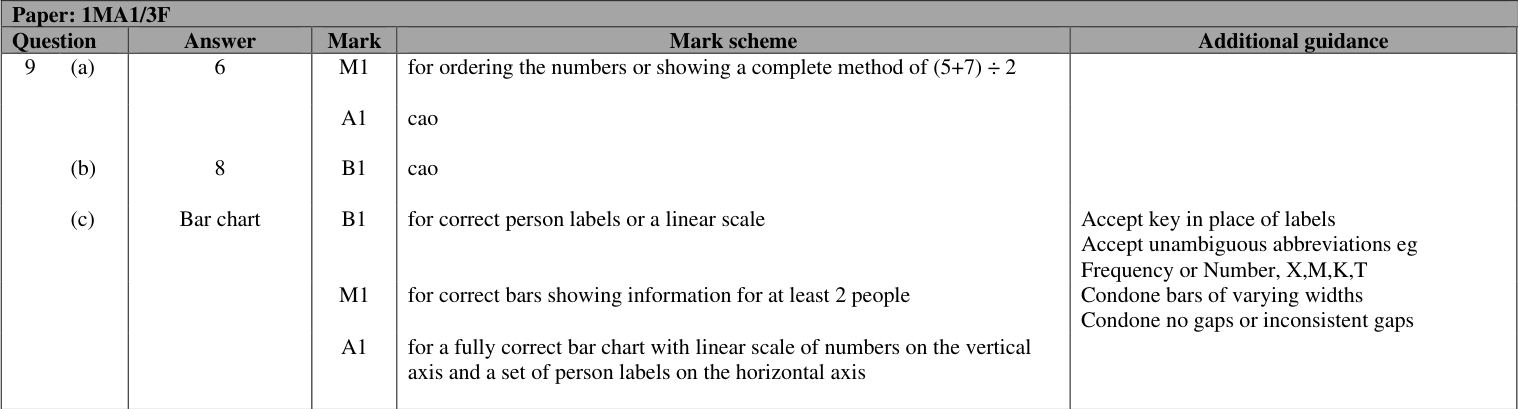 Paper: 1MA1/3F
Question Answer Mark Mark scheme Additional guidance
9 (a) 6 M1 for ordering the numbers or showing a complete method of (5+7) ÷ 2
A1 cao
(b) 8 B1 cao
(c) Bar chart B1 for correct person labels or a linear scale Accept key in place of labels
Accept unambiguous abbreviations eg
Frequency or Number, X,M,K,T
M1 for correct bars showing information for at least 2 people Condone bars of varying widths
Condone no gaps or inconsistent gaps
A1 for a fully correct bar chart with linear scale of numbers on the vertical
axis and a set of person labels on the horizontal axis